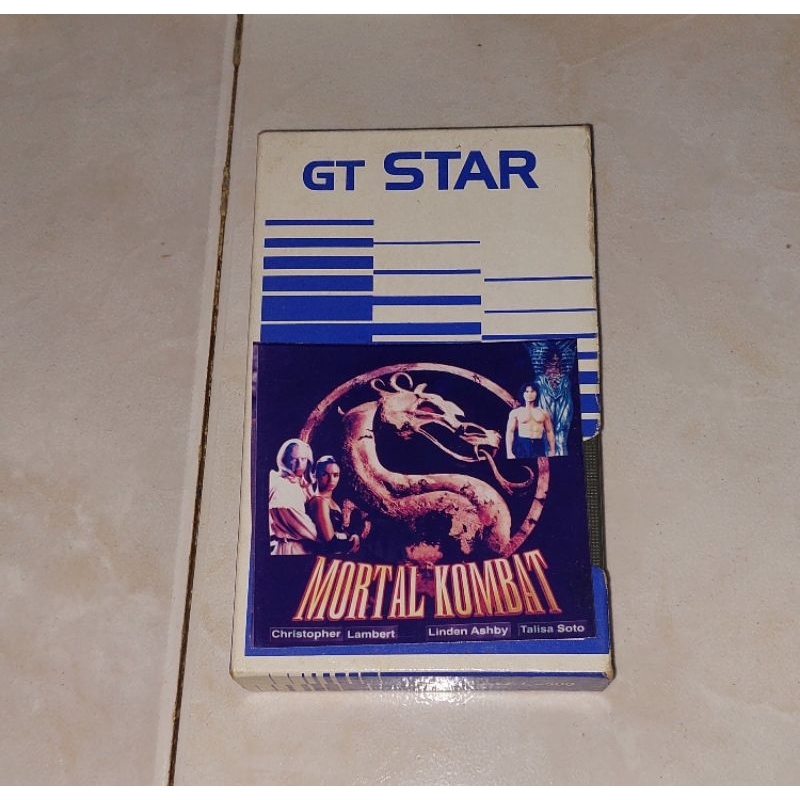 GT STAR
MORTAL KOMBAT
Christopher Lambert Linden Ashby Talisa Soto